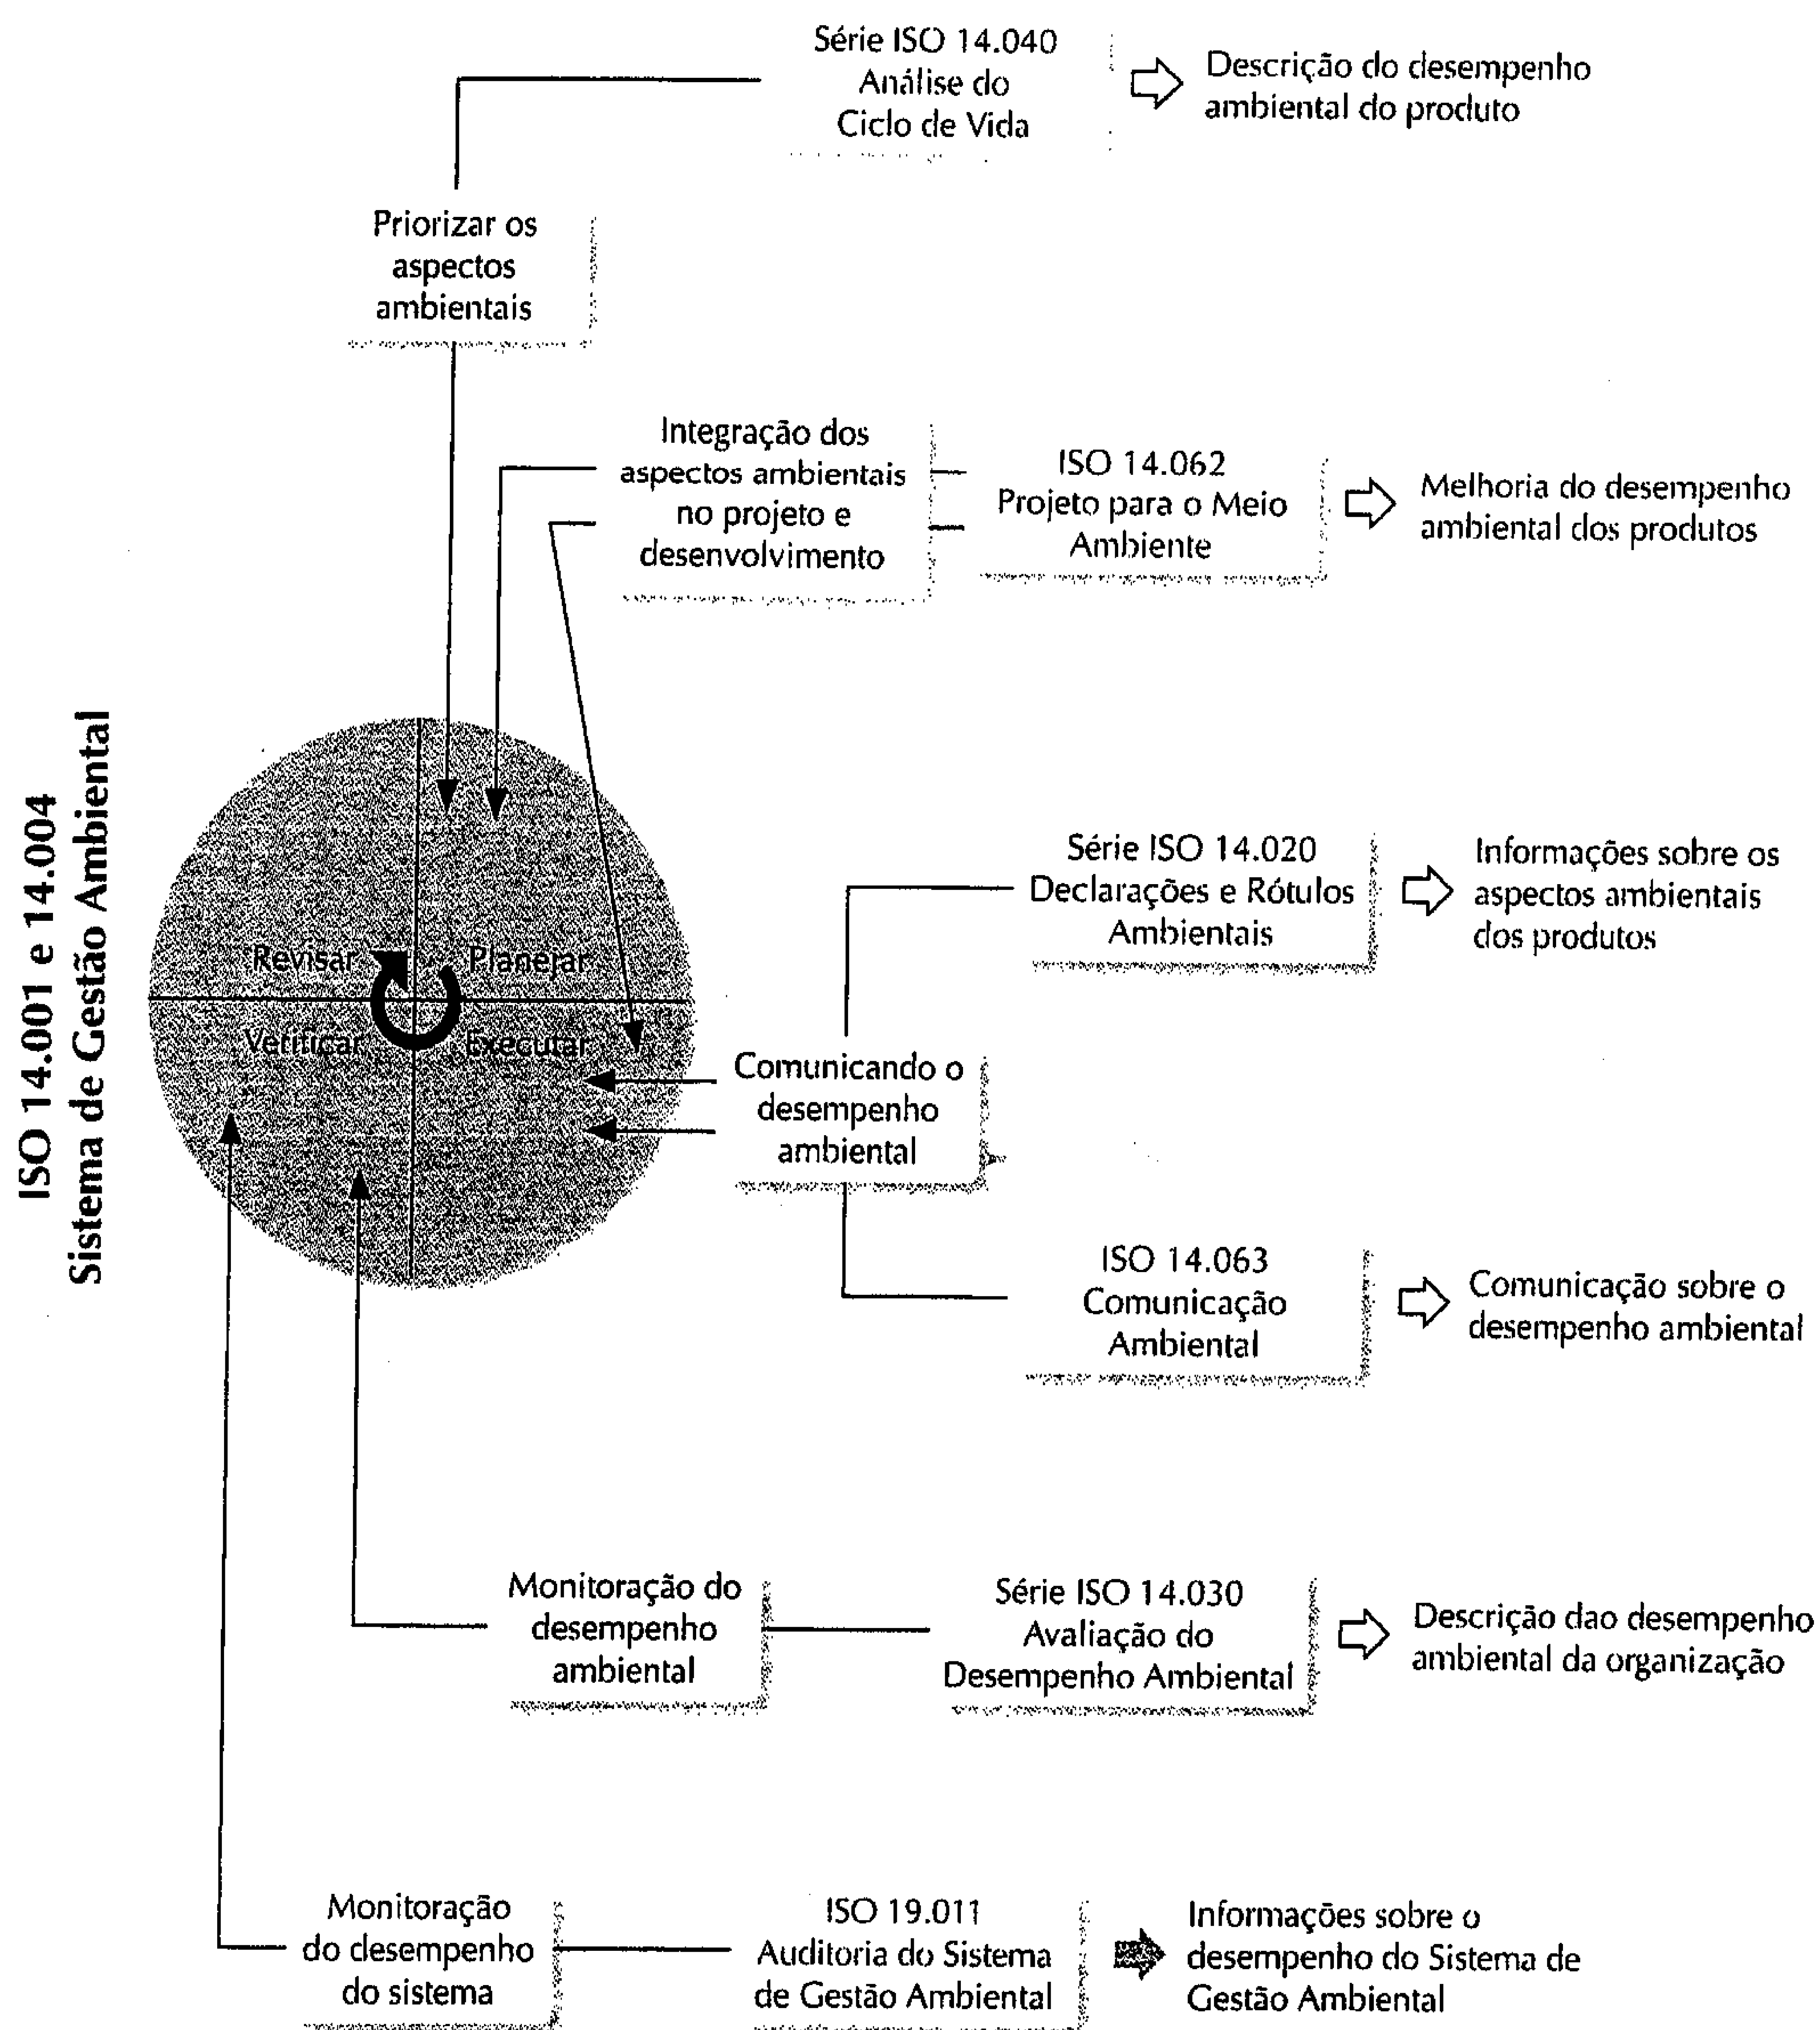 Série ISO 14.040
Análise do
Ciclo de Vida
Descrição do desempenho
ambiental do produto
Priorizar os
aspectos
ambientais
Integração dos
aspectos ambientais
no projeto e
desenvolvimento
ISO 14.062
Projeto para o Meio
Ambiente
Melhoria do desempenho
ambiental dos produtos
ISO 14.001 e 14.004
Sistema de Gestão Ambiental
Revisar
Planejar
Verificar
Executar
Série ISO 14.020
Declarações e Rótulos
Ambientais
Informações sobre os
aspectos ambientais
dos produtos
Comunicando o
desempenho
ambiental
ISO 14.063
Comunicação
Ambiental
Comunicação sobre o
desempenho ambiental
Monitoração do
desempenho
ambiental
Série ISO 14.030
Avaliação do
Desempenho Ambiental
Descrição dao desempenho
ambiental da organização
Monitoração
do desempenho
do sistema
ISO 19.011
Auditoria do Sistema
de Gestão Ambiental
Informações sobre o
desempenho do Sistema de
Gestão Ambiental